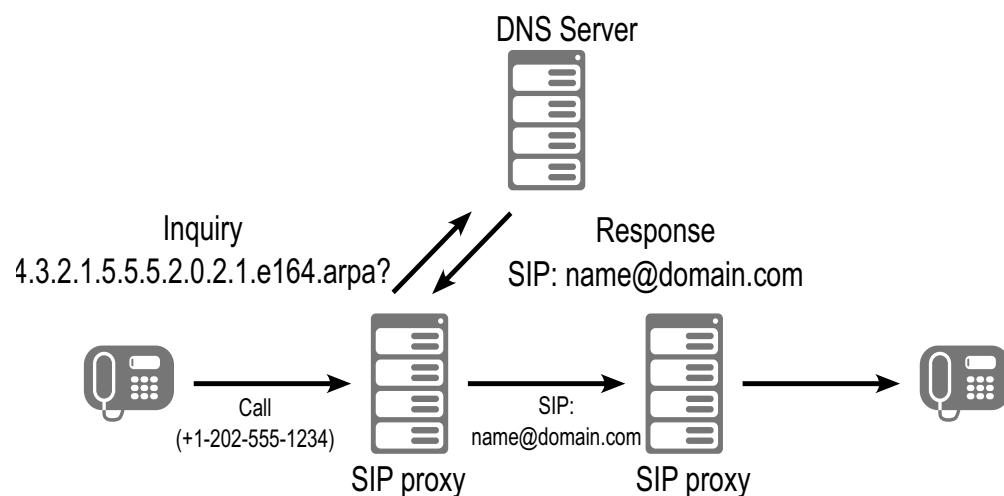 DNS Server
Inquiry
4.3.2.1.5.5.5.2.0.2.1.e164.arpa?
Response
SIP: name@domain.com
Call
(+1-202-555-1234)
SIP:
name@domain.com
SIP proxy
SIP proxy